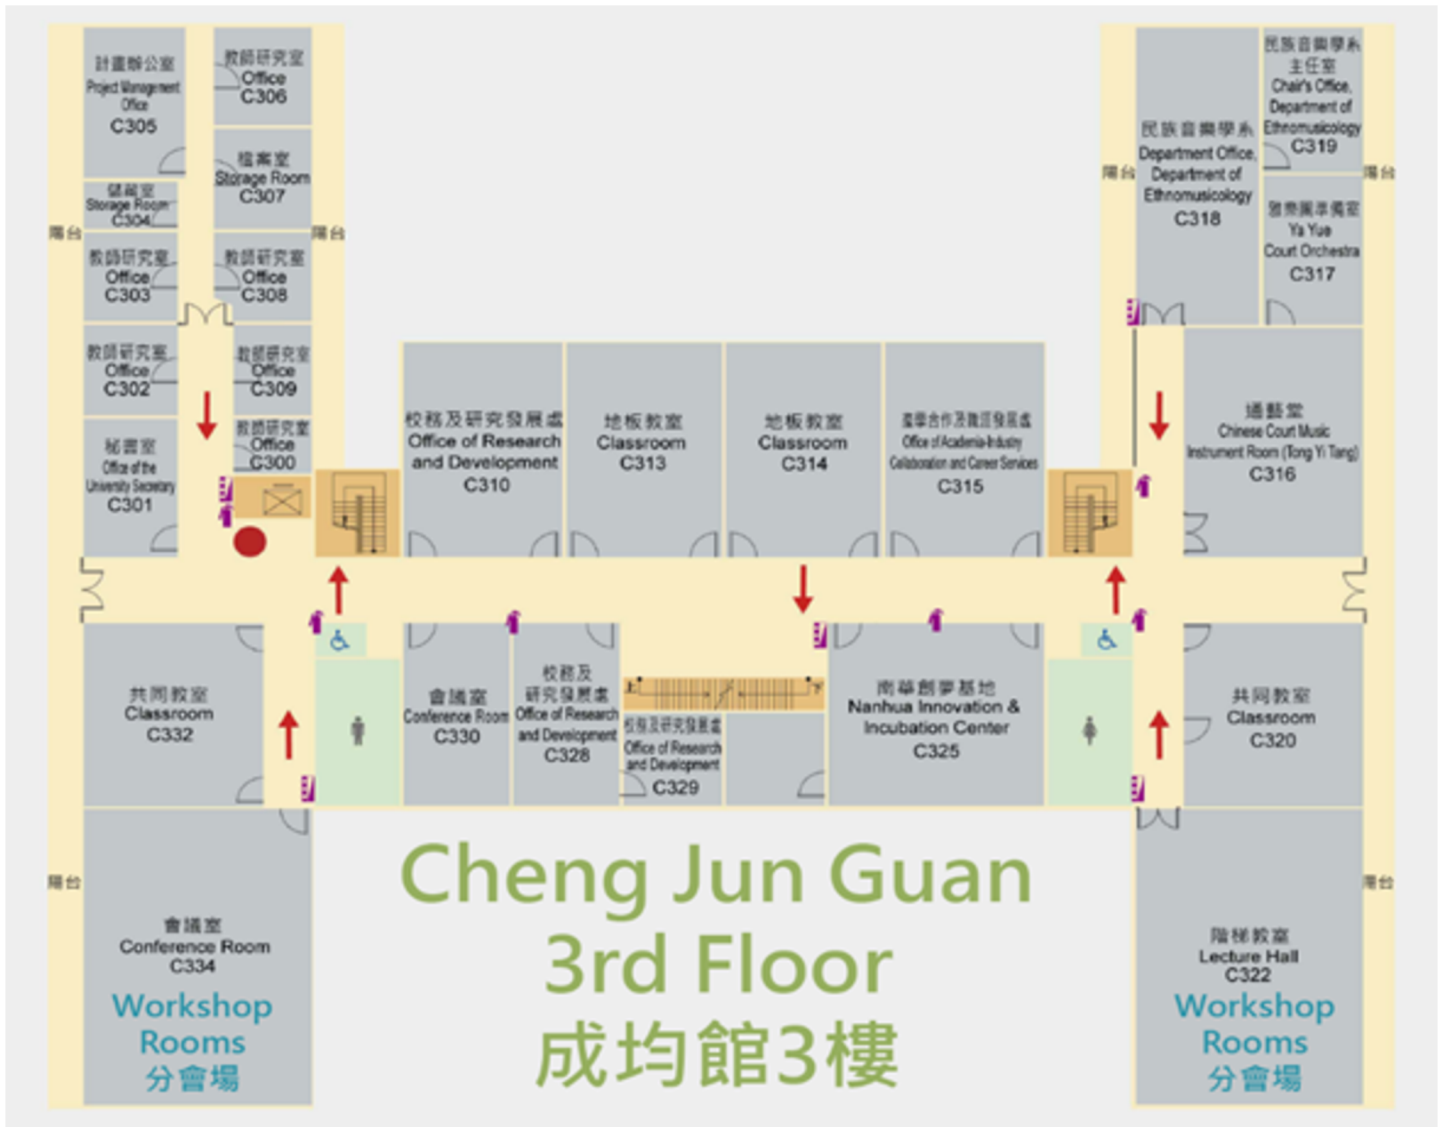 計畫辦公室
Project Management
Office
C305
教師研究室
Office
C306
檔案室
Storage Room
C307
儲藏室
Storage Room
C304
陽台
陽台
教師研究室
Office
C303
教師研究室
Office
C308
教師研究室
Office
C302
教師研究室
Office
C309
教師研究室
Office
C300
秘書室
Office of the
University Secretary
C301
校務及研究發展處
Office of Research
and Development
C310
地板教室
Classroom
C313
地板教室
Classroom
C314
產學合作及職涯發展處
Office of Academia-Industry
Collaboration and Career Services
C315
民族音樂學系
Department Office,
Department of
Ethnomusicology
C318
民族音樂學系
主任室
Chair's Office,
Department of
Ethnomusicology
C319
陽台
陽台
雅樂團準備室
Ya Yue
Court Orchestra
C317
通藝堂
Chinese Court Music
Instrument Room (Tong Yi Tang)
C316
共同教室
Classroom
C332
會議室
Conference Room
C330
校務及
研究發展處
Office of Research
and Development
C328
上
下
校務及研究發展處
Office of Research
and Development
C329
南華創夢基地
Nanhua Innovation &
Incubation Center
C325
共同教室
Classroom
C320
陽台
會議室
Conference Room
C334
Workshop
Rooms
分會場
Cheng Jun Guan
3rd Floor
成均館3樓
陽台
階梯教室
Lecture Hall
C322
Workshop
Rooms
分會場